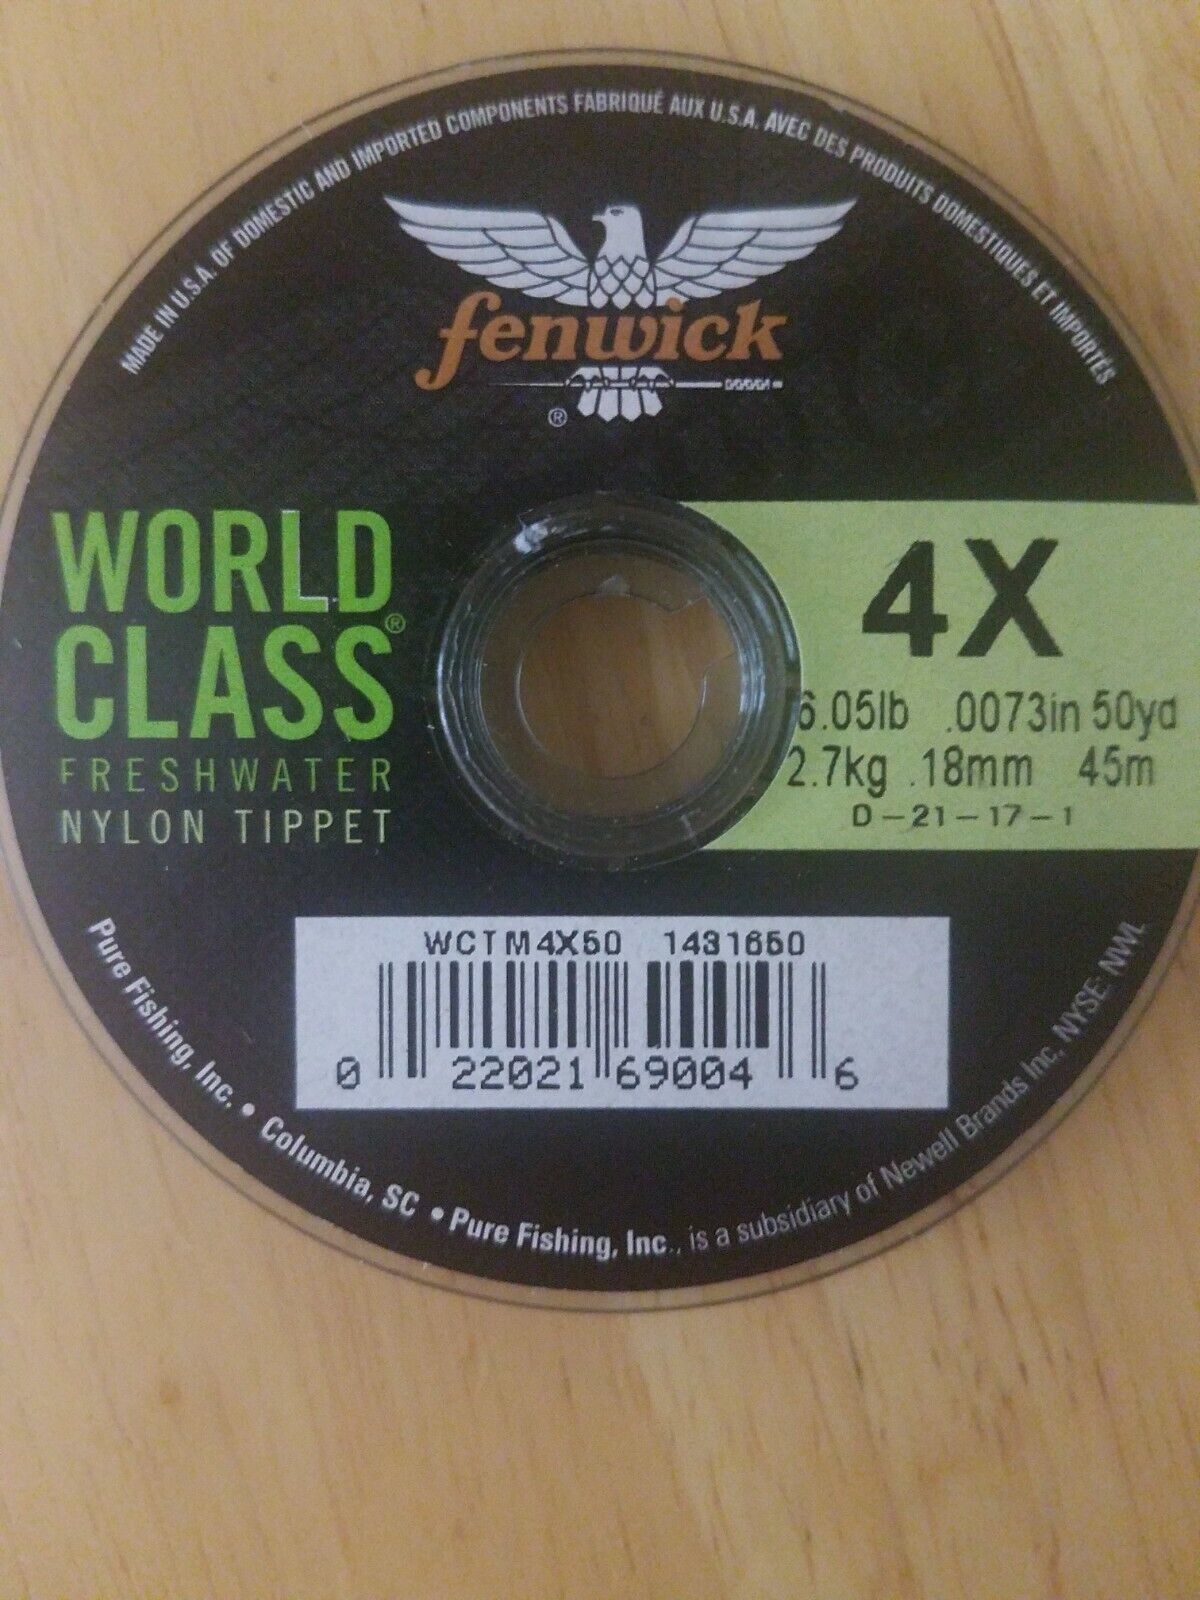 MADE IN U.S.A. OF DOMESTIC AND IMPORTED COMPONENTS FABRIQUÉ AUX U.S.A. AVEC DES PRODUITS DOMESTIQUES ET IMPORTÉS
fenwick
®
WORLD
CLASS®
FRESHWATER
NYLON TIPPET
4X
6.05lb .0073in 50yd
2.7kg .18mm 45m
D-21-17-1
WCTM4X50 1431650
0 22021 69004 6
Pure Fishing, Inc. • Columbia, SC • Pure Fishing, Inc., is a subsidiary of Newell Brands Inc, NYSE: NWL